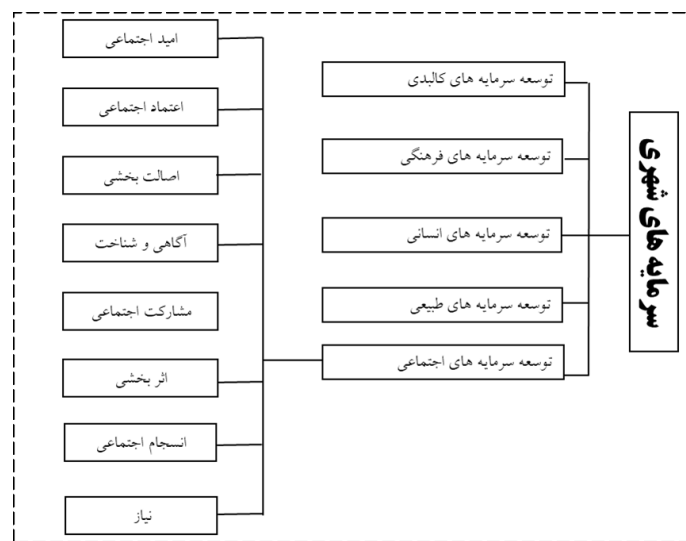 سرمایه های شهری
توسعه سرمایه های کالبدی
توسعه سرمایه های فرهنگی
توسعه سرمایه های انسانی
توسعه سرمایه های طبیعی
توسعه سرمایه های اجتماعی
امید اجتماعی
اعتماد اجتماعی
اصالت بخشی
آگاهی و شناخت
مشارکت اجتماعی
اثر بخشی
انسجام اجتماعی
نیاز